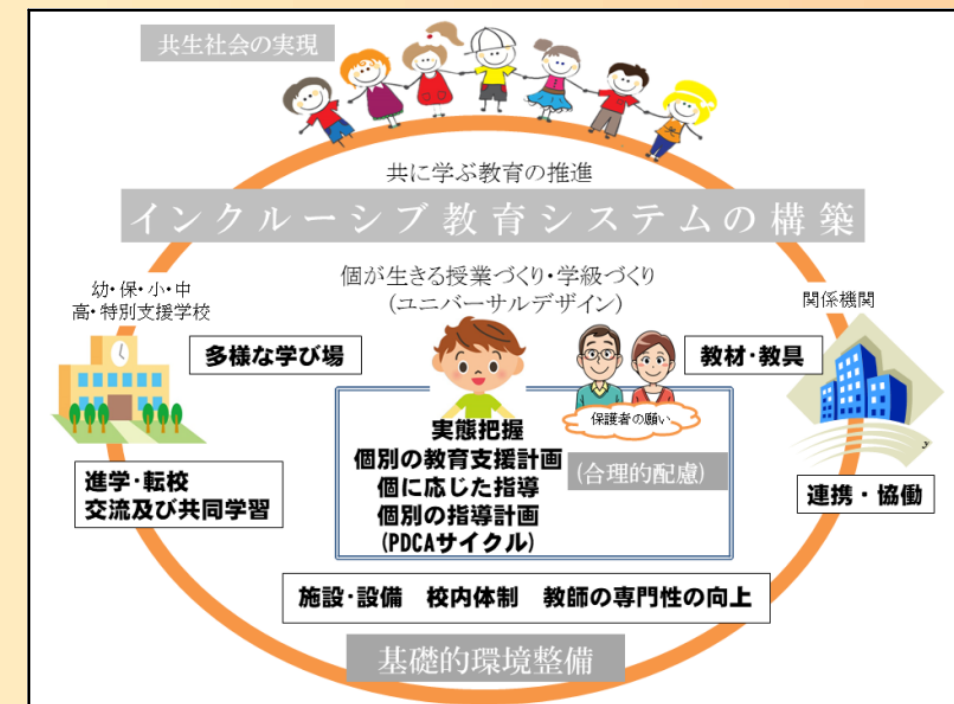 共生社会の実現
共に学ぶ教育の推進
インクルーシブ教育システムの構築
個が生きる授業づくり・学級づくり
(ユニバーサルデザイン)
幼・保・小・中
高・特別支援学校
関係機関
多様な学び場
教材・教具
保護者の願い
実態把握
個別の教育支援計画
(合理的配慮)
個に応じた指導
個別の指導計画
(PDCAサイクル)
進学・転校
交流及び共同学習
連携・協働
施設・設備 校内体制 教師の専門性の向上
基礎的環境整備